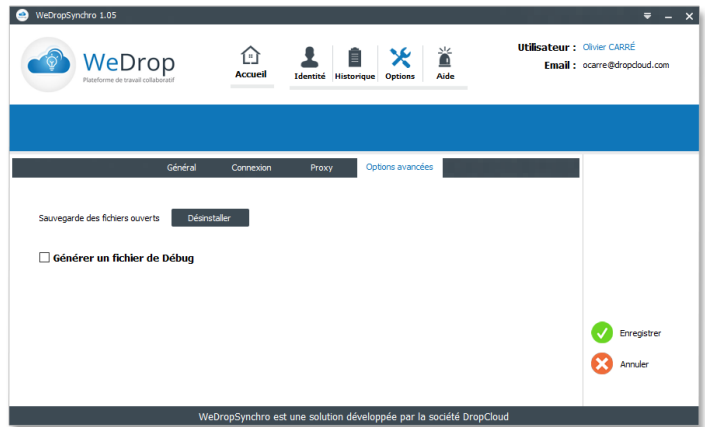 WeDropSynchro 1.05
WeDrop
Plateforme de travail collaboratif
Accueil
Identité Historique Options Aide
Utilisateur : Olivier CARRÉ
Email : ocarre@dropcloud.com
Général Connexion Proxy Options avancées
Sauvegarde des fichiers ouverts Désinstaller
Générer un fichier de Débug
Enregistrer
Annuler
WeDropSynchro est une solution développée par la société DropCloud